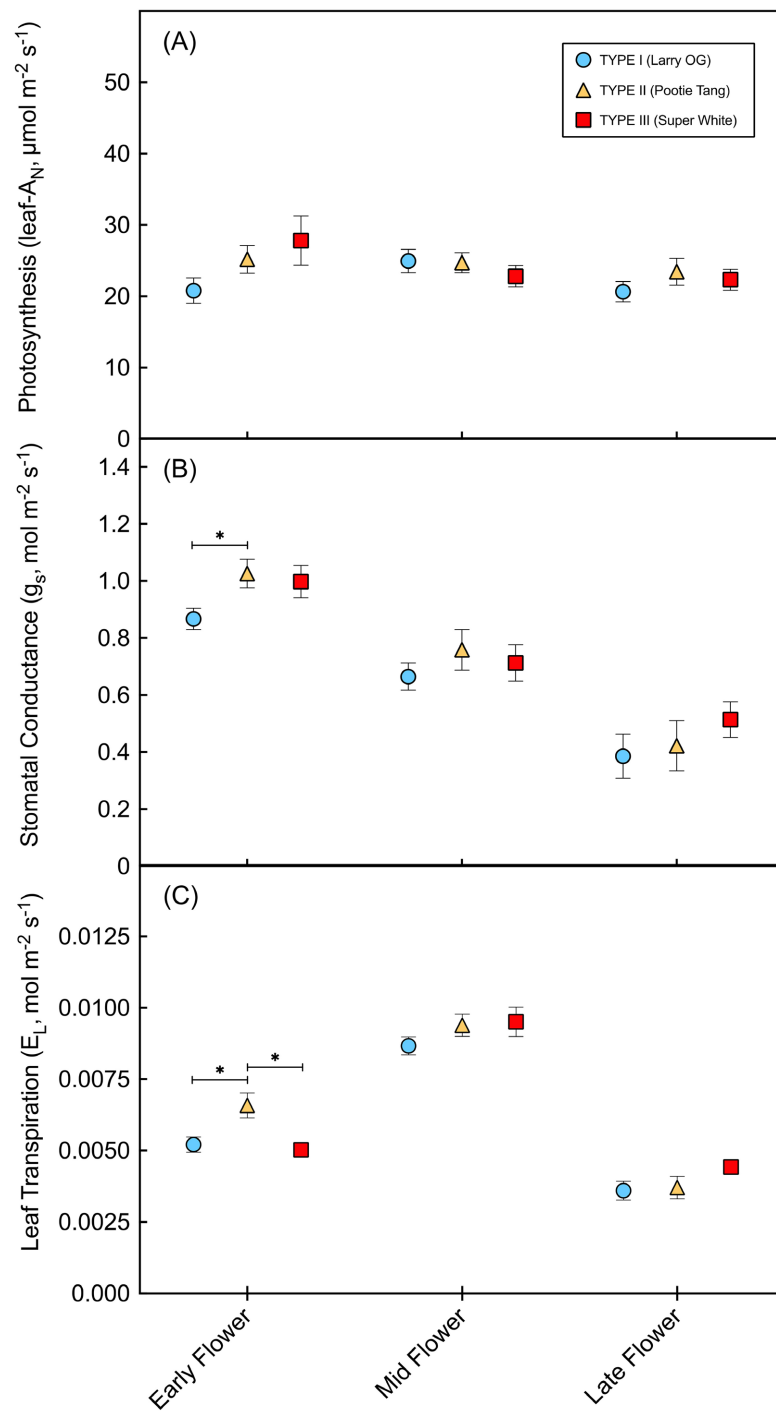 (A)
TYPE I (Larry OG)
TYPE II (Pootie Tang)
TYPE III (Super White)
Photosynthesis (leaf-A_N, µmol m⁻² s⁻¹)
50
40
30
20
10
0
(B)
Stomatal Conductance (g_s, mol m⁻² s⁻¹)
1.4
1.2
1.0
0.8
0.6
0.4
0.2
0
*
(C)
Leaf Transpiration (E_L, mol m⁻² s⁻¹)
0.0125
0.0100
0.0075
0.0050
0.0025
0.000
* *
Early Flower
Mid Flower
Late Flower